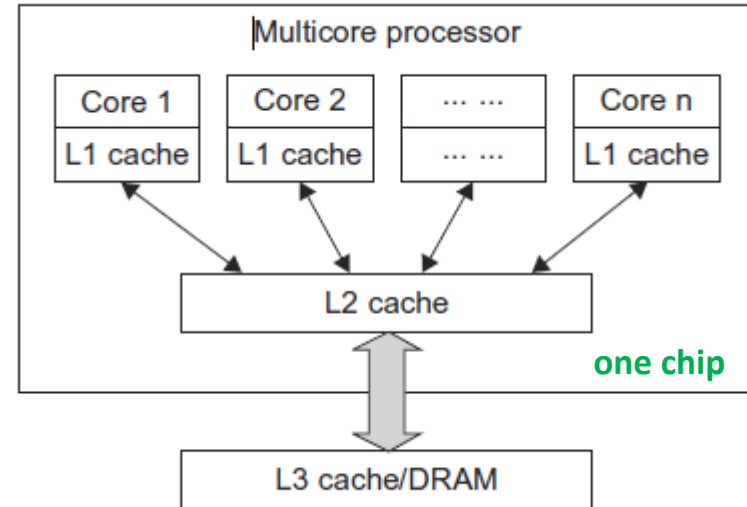 Multicore processor
Core 1 Core 2 ... ... Core n
L1 cache L1 cache ... ... L1 cache
L2 cache
one chip
L3 cache/DRAM